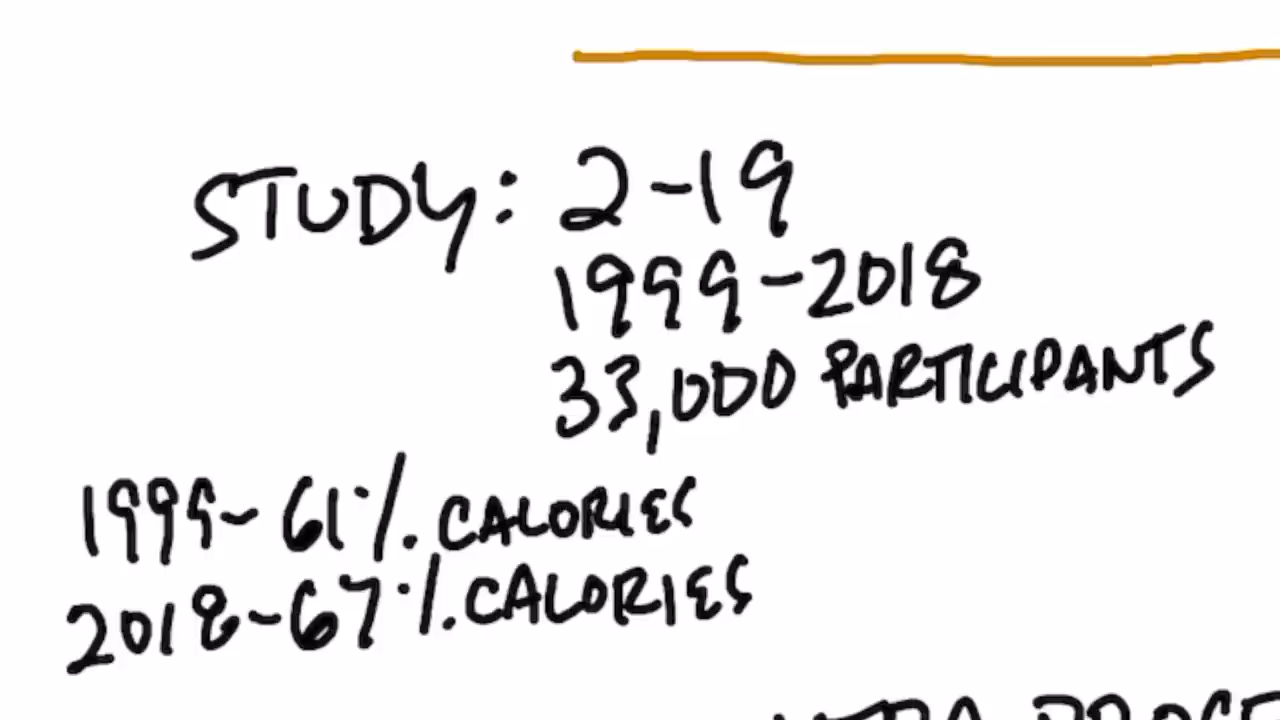 STUDY: 2-19
1999-2018
33,000 PARTICIPANTS
1999- 61% CALORIES
2018-67% CALORIES